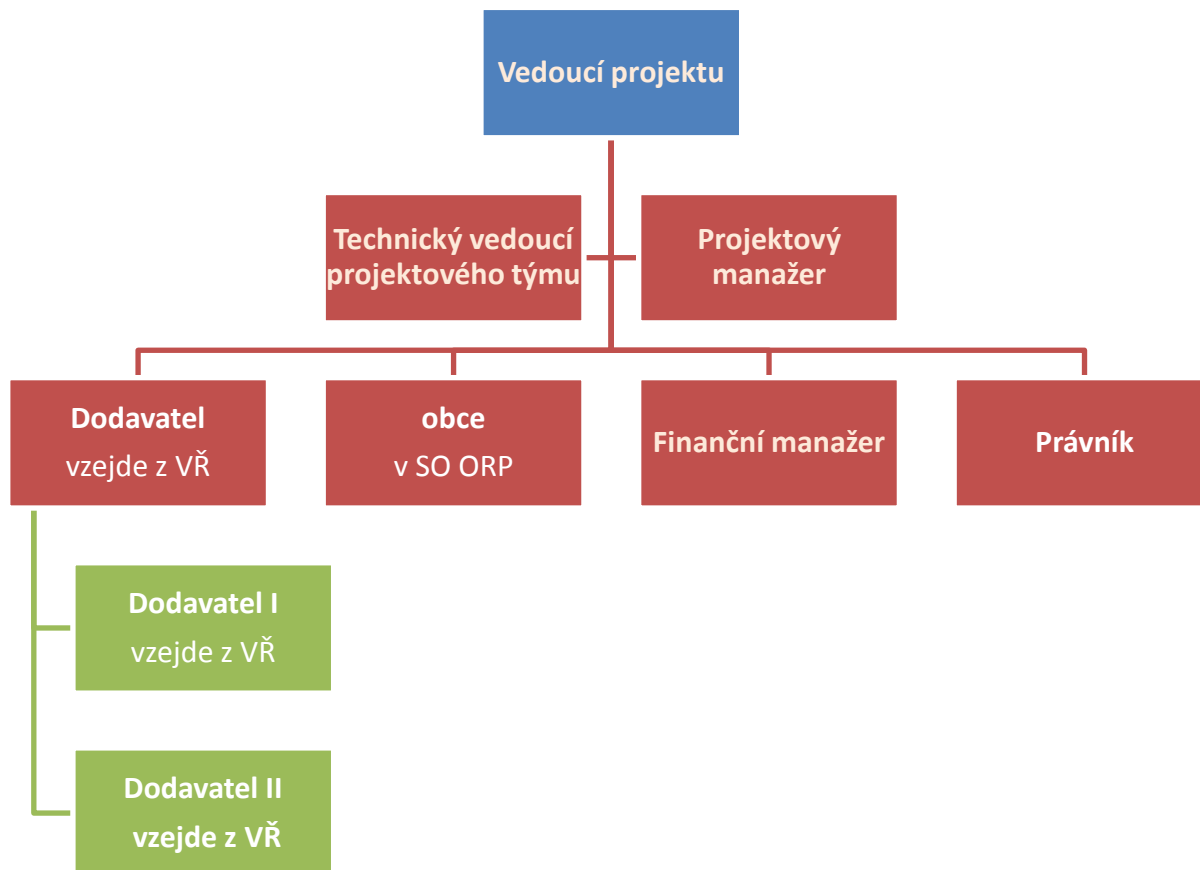 Vedoucí projektu
Technický vedoucí
projektového týmu
Projektový
manažer
Dodavatel
vzejde z VŘ
obce
v SO ORP
Finanční manažer
Právník
Dodavatel I
vzejde z VŘ
Dodavatel II
vzejde z VŘ